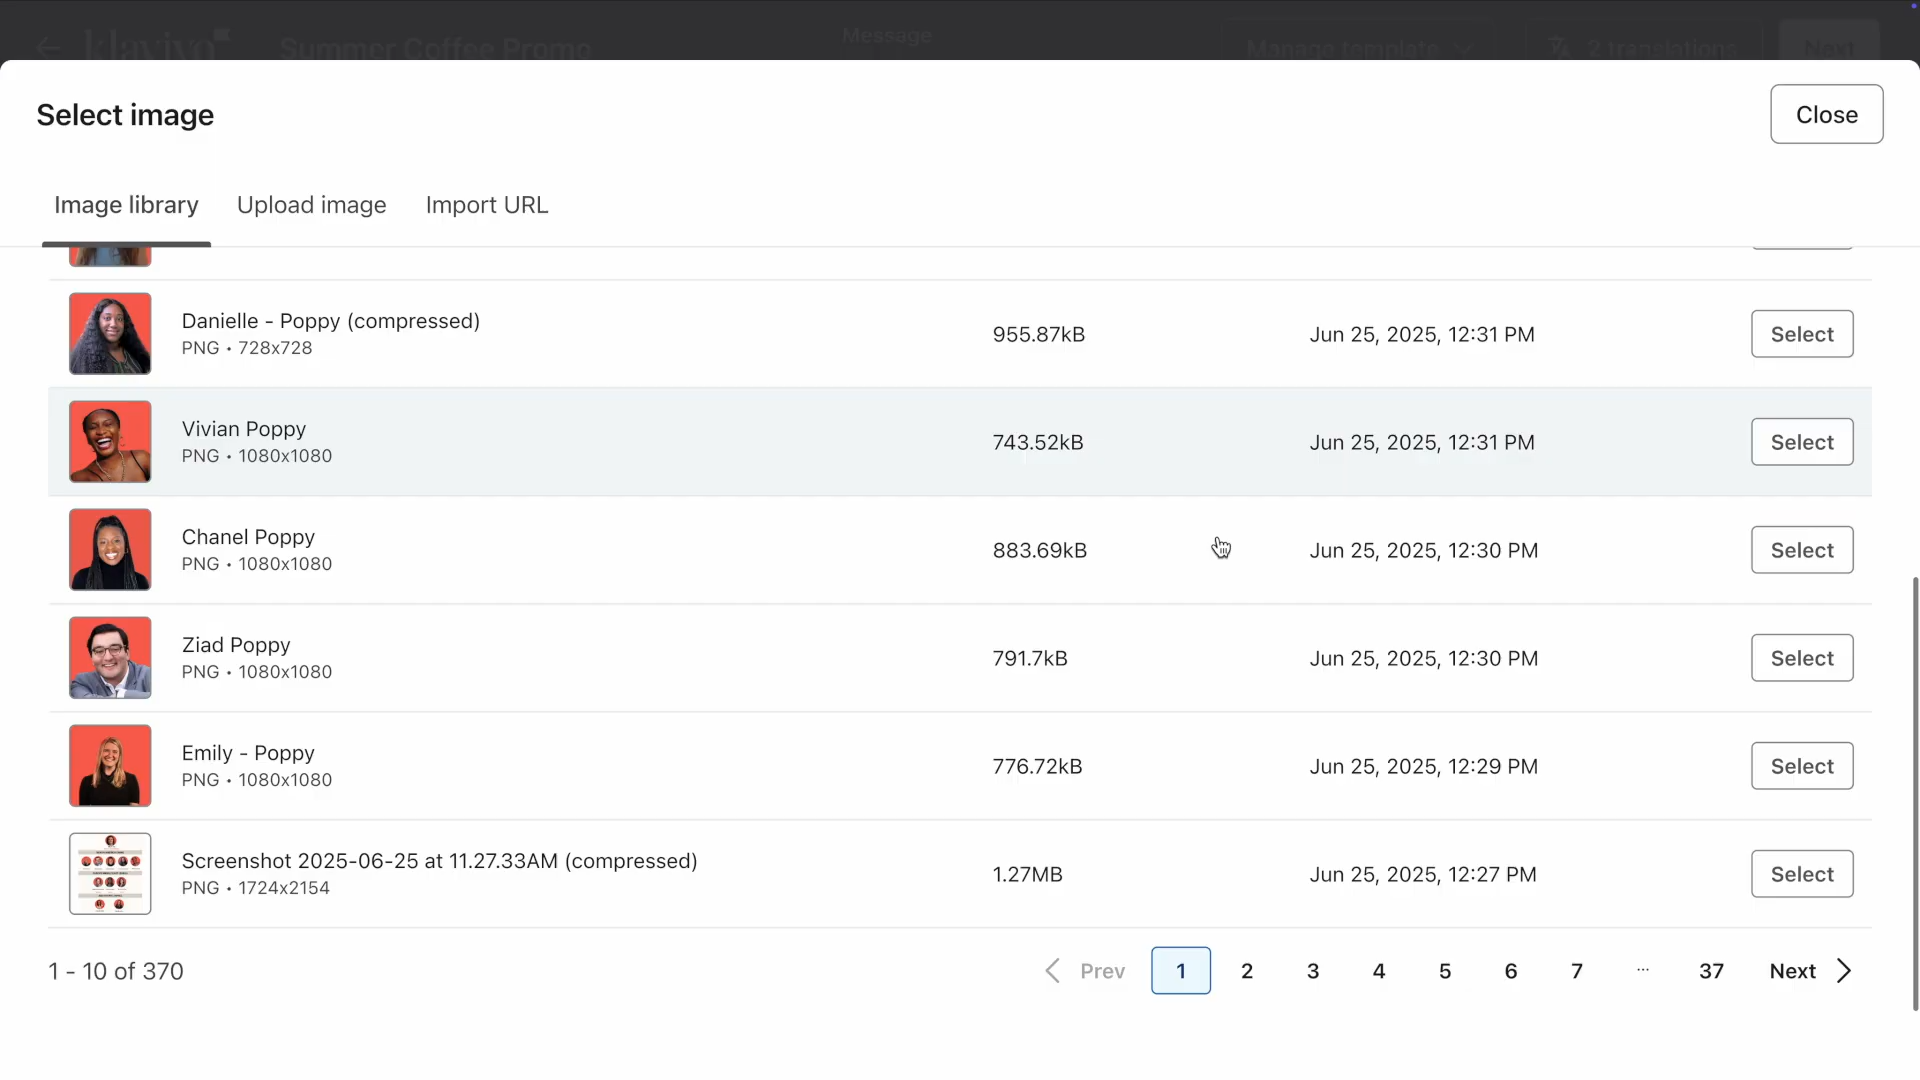 klaviyo
Summer Coffee Promo
Message
Manage template
2 translations
Next
Select image
Close
Image library
Upload image
Import URL
Danielle - Poppy (compressed)
PNG • 728x728
955.87kB
Jun 25, 2025, 12:31 PM
Select
Vivian Poppy
PNG • 1080x1080
743.52kB
Jun 25, 2025, 12:31 PM
Select
Chanel Poppy
PNG • 1080x1080
883.69kB
Jun 25, 2025, 12:30 PM
Select
Ziad Poppy
PNG • 1080x1080
791.7kB
Jun 25, 2025, 12:30 PM
Select
Emily - Poppy
PNG • 1080x1080
776.72kB
Jun 25, 2025, 12:29 PM
Select
Screenshot 2025-06-25 at 11.27.33AM (compressed)
PNG • 1724x2154
1.27MB
Jun 25, 2025, 12:27 PM
Select
1 - 10 of 370
Prev 1 2 3 4 5 6 7 ... 37 Next